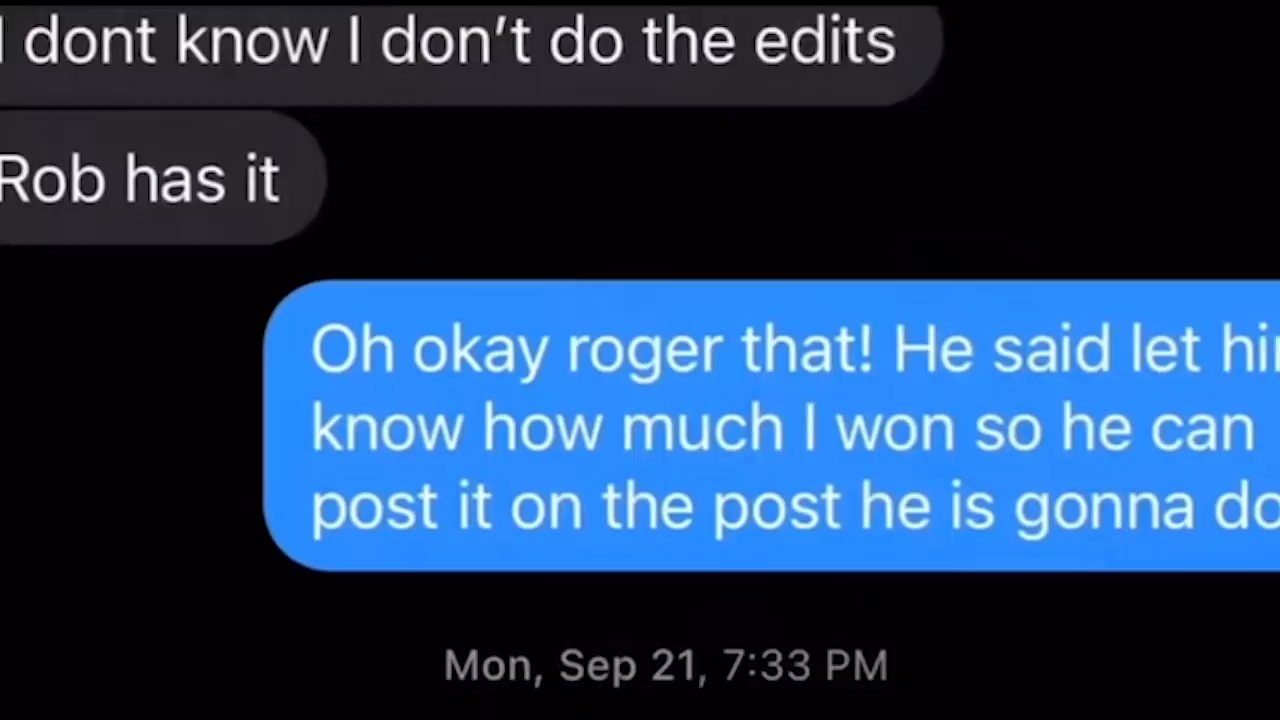 I dont know I don't do the edits
Rob has it
Oh okay roger that! He said let
know how much I won so he can
post it on the post he is gonna do
Mon, Sep 21, 7:33 PM